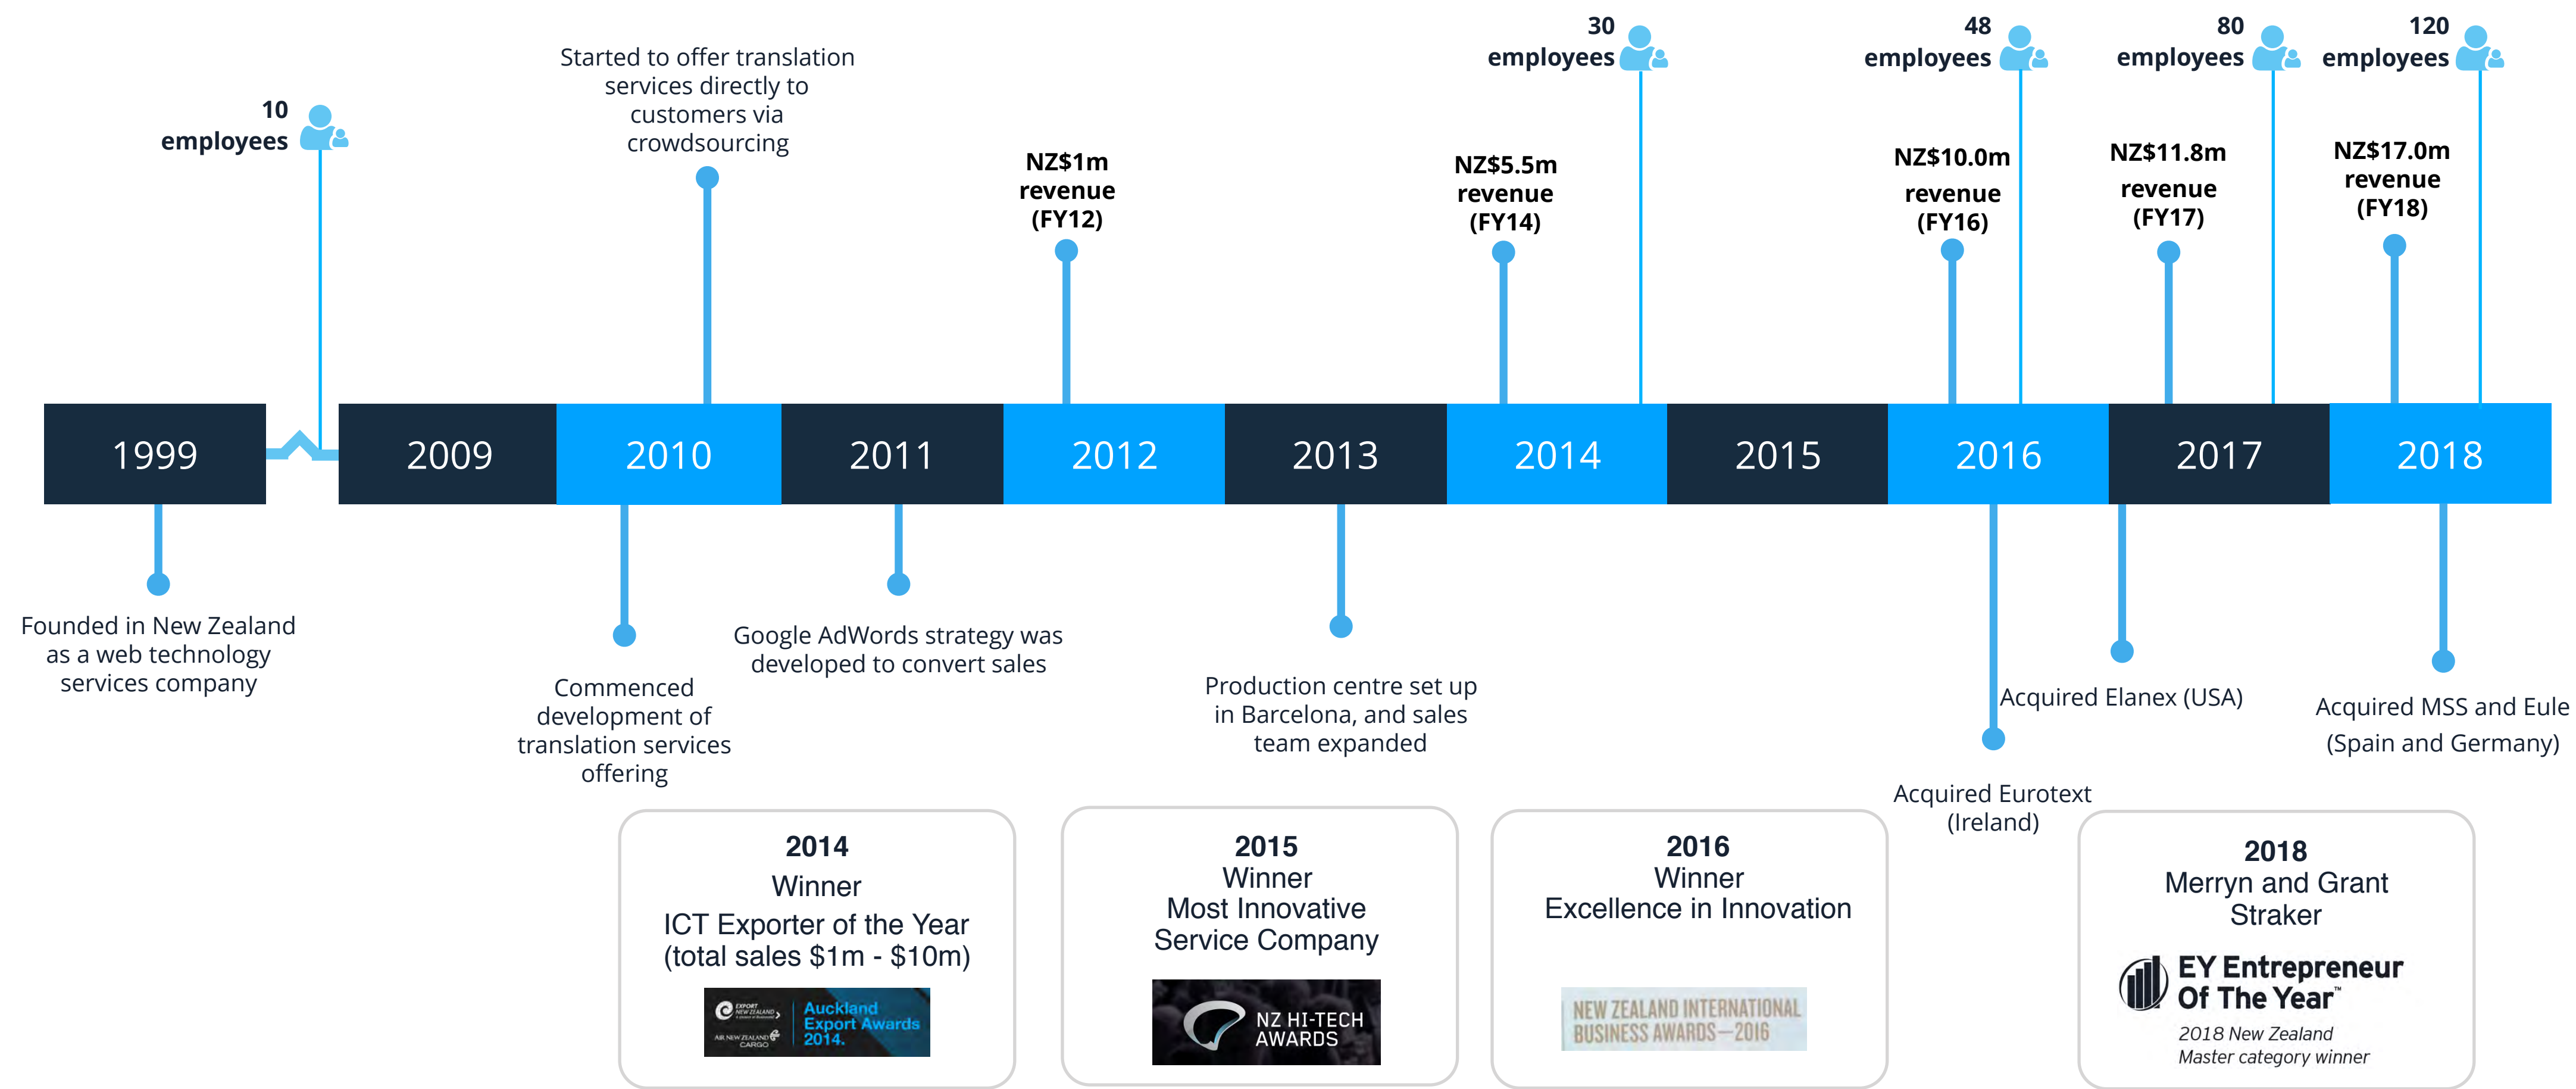 10
employees
Started to offer translation
services directly to
customers via
crowdsourcing
NZ$1m
revenue
(FY12)
30
employees
NZ$5.5m
revenue
(FY14)
48
employees
NZ$10.0m
revenue
(FY16)
80
employees
NZ$11.8m
revenue
(FY17)
120
employees
NZ$17.0m
revenue
(FY18)
1999
2009
2010
2011
2012
2013
2014
2015
2016
2017
2018
Founded in New Zealand
as a web technology
services company
Commenced
development of
translation services
offering
Google AdWords strategy was
developed to convert sales
Production centre set up
in Barcelona, and sales
team expanded
Acquired Eurotext
(Ireland)
Acquired Elanex (USA)
Acquired MSS and Eule
(Spain and Germany)
2014
Winner
ICT Exporter of the Year
(total sales $1m - $10m)
EXPORT
NEW ZEALAND
AIR NEW ZEALAND
CARGO
Auckland
Export Awards
2014.
2015
Winner
Most Innovative
Service Company
NZ HI-TECH
AWARDS
2016
Winner
Excellence in Innovation
NEW ZEALAND INTERNATIONAL
BUSINESS AWARDS—2016
2018
Merryn and Grant
Straker
EY Entrepreneur
Of The Year™
2018 New Zealand
Master category winner